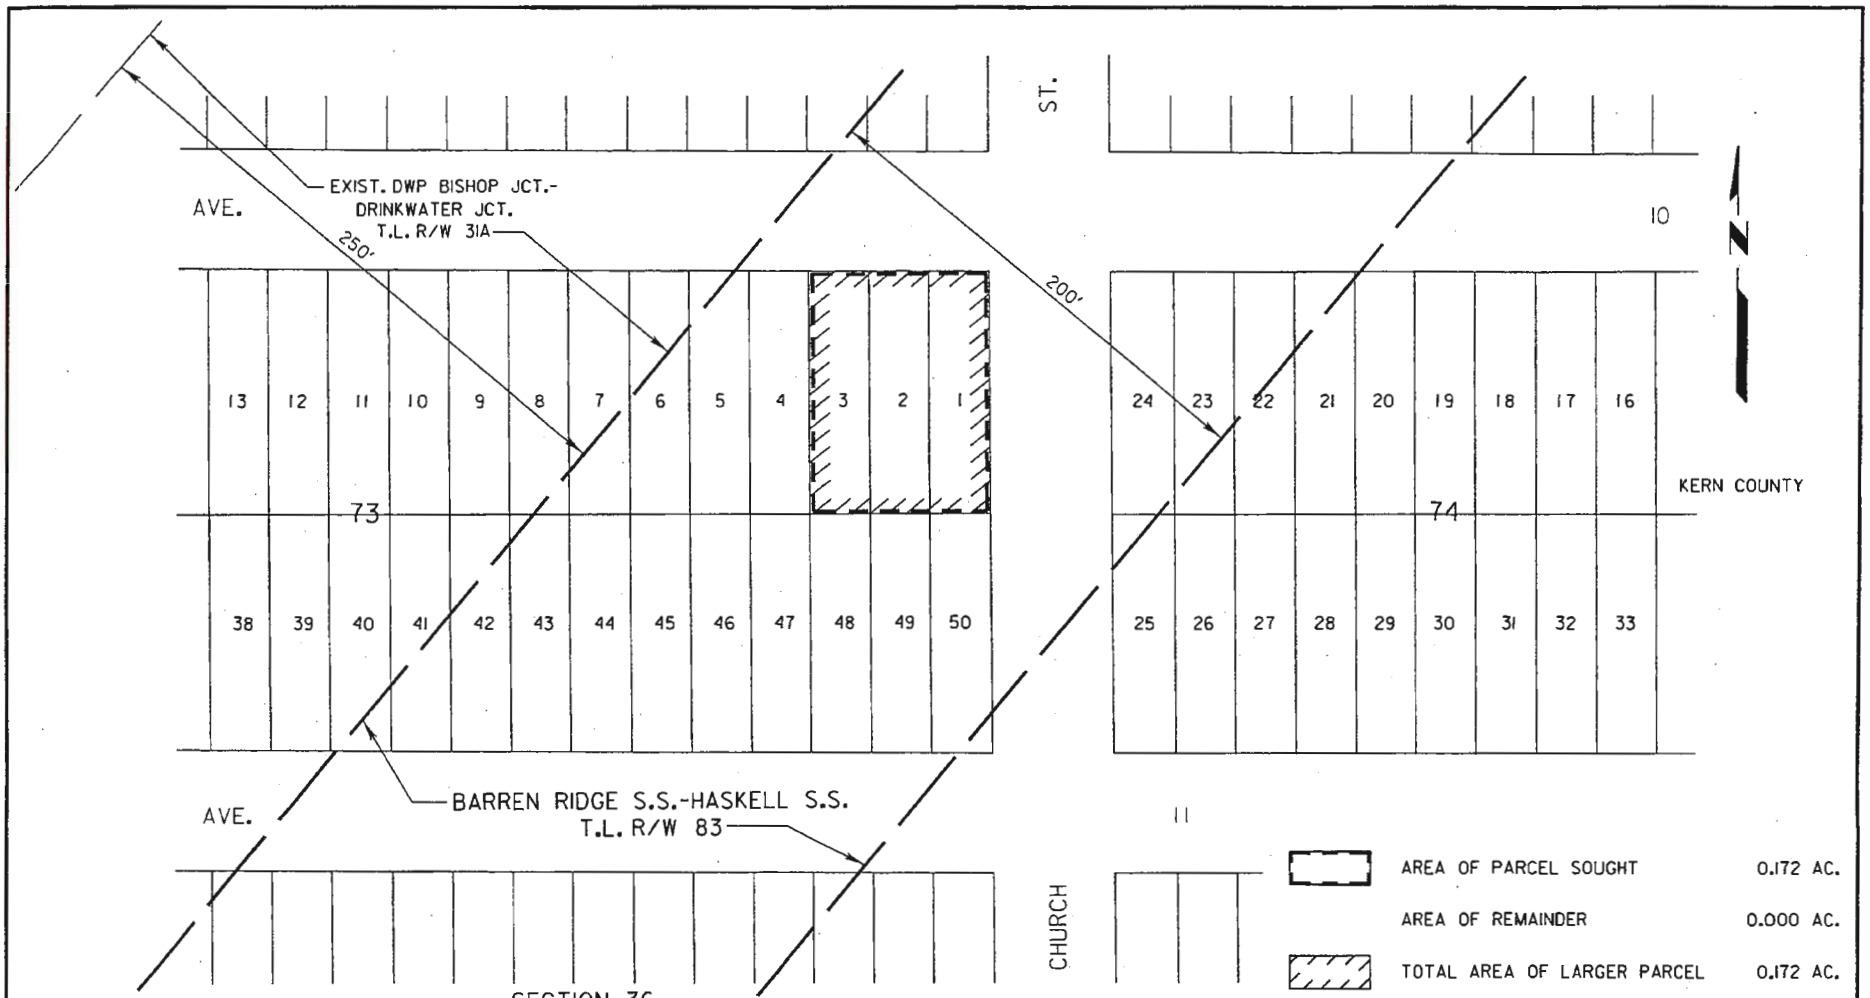 ST.
EXIST. DWP BISHOP JCT.-
DRINKWATER JCT.
T.L. R/W 31A
AVE.
10
250'
N
200'
13 12 11 10 9 8 7 6 5 4 3 2 1 24 23 22 21 20 19 18 17 16
KERN COUNTY
73 74
38 39 40 41 42 43 44 45 46 47 48 49 50 25 26 27 28 29 30 31 32 33
BARREN RIDGE S.S.-HASKELL S.S.
T.L. R/W 83
AVE.
11
AREA OF PARCEL SOUGHT 0.172 AC.
CHURCH
AREA OF REMAINDER 0.000 AC.
TOTAL AREA OF LARGER PARCEL 0.172 AC.
SECTION 36